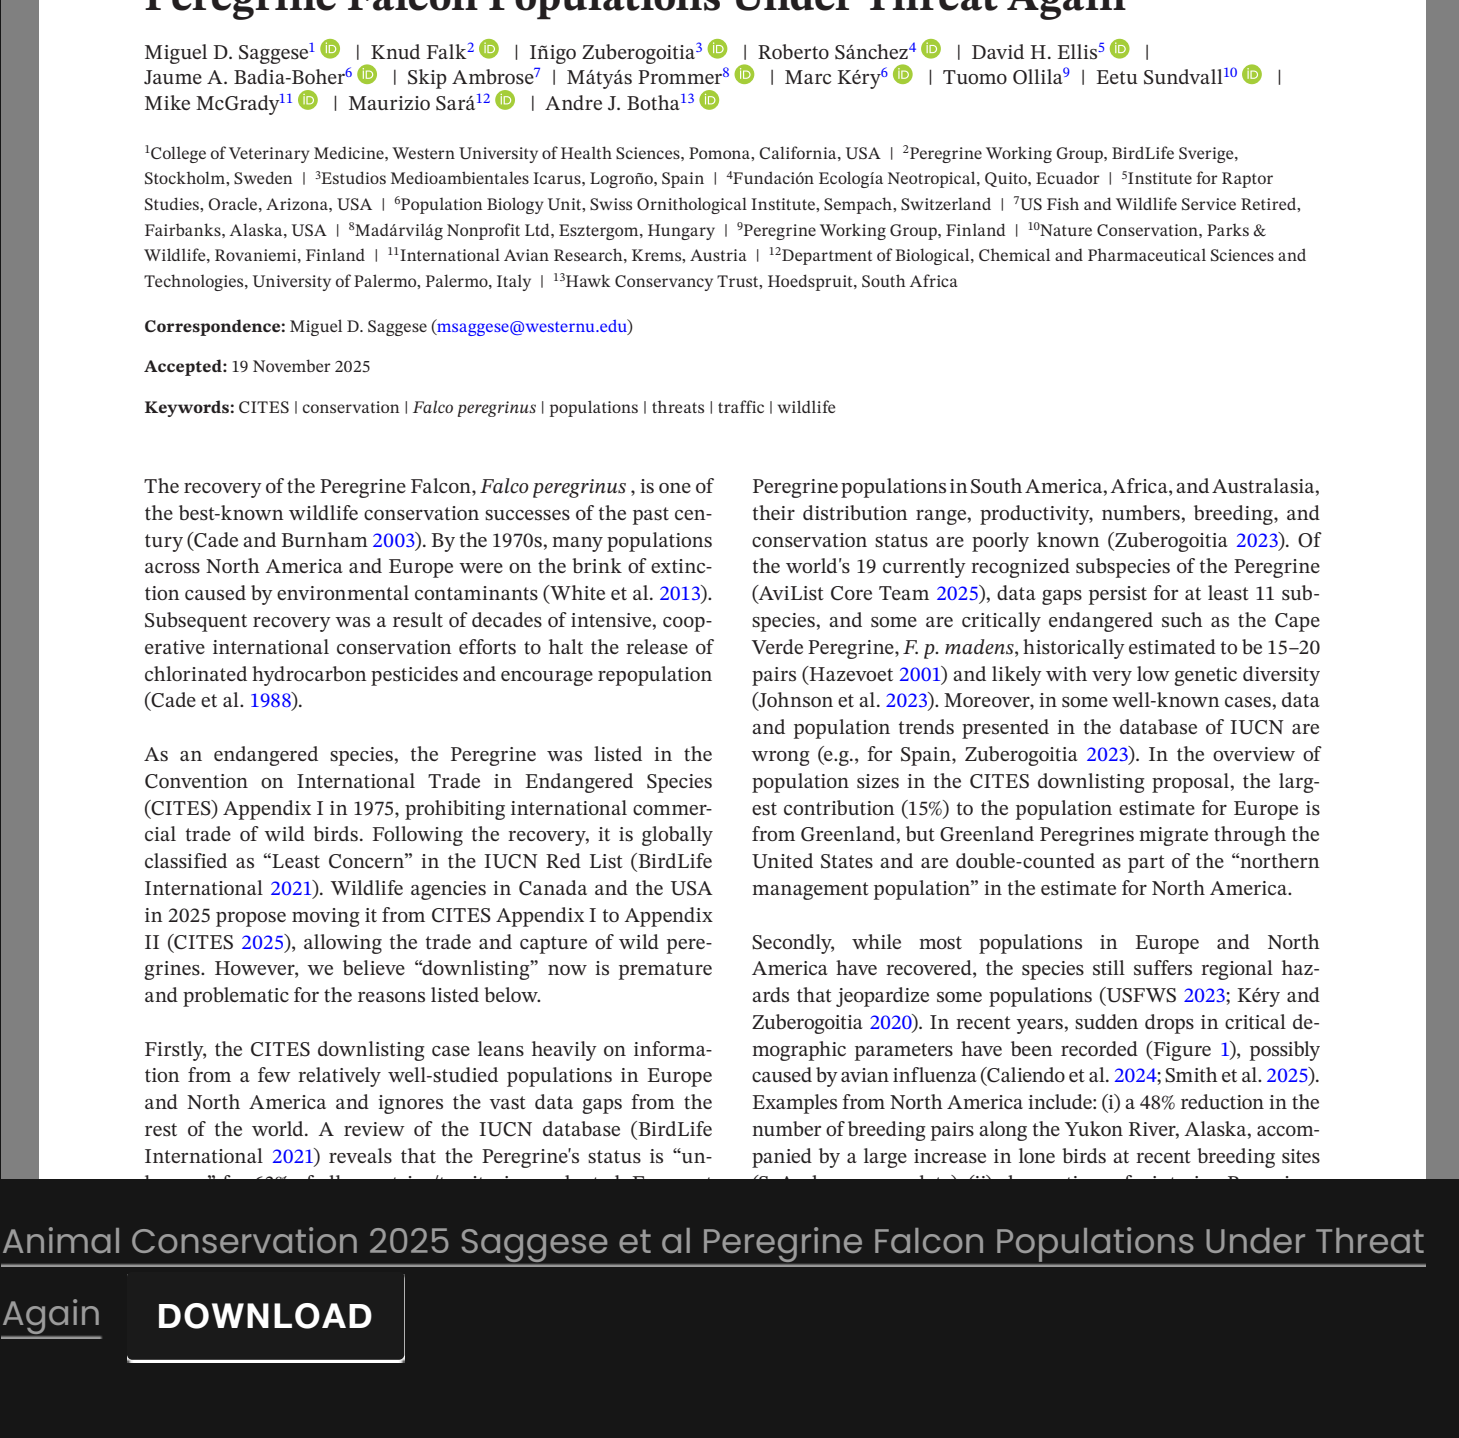 Peregrine Falcon Populations Under Threat Again
Miguel D. Saggese1 iD | Knud Falk2 iD | Iñigo Zuberogoitia3 iD | Roberto Sánchez4 iD | David H. Ellis5 iD |
Jaume A. Badia-Boher6 iD | Skip Ambrose7 | Mátyás Prommer8 iD | Marc Kéry6 iD | Tuomo Ollila9 | Eetu Sundvall10 iD |
Mike McGrady11 iD | Maurizio Sará12 iD | Andre J. Botha13 iD
1College of Veterinary Medicine, Western University of Health Sciences, Pomona, California, USA | 2Peregrine Working Group, BirdLife Sverige,
Stockholm, Sweden | 3Estudios Medioambientales Icarus, Logroño, Spain | 4Fundación Ecología Neotropical, Quito, Ecuador | 5Institute for Raptor
Studies, Oracle, Arizona, USA | 6Population Biology Unit, Swiss Ornithological Institute, Sempach, Switzerland | 7US Fish and Wildlife Service Retired,
Fairbanks, Alaska, USA | 8Madárvilág Nonprofit Ltd, Esztergom, Hungary | 9Peregrine Working Group, Finland | 10Nature Conservation, Parks &
Wildlife, Rovaniemi, Finland | 11International Avian Research, Krems, Austria | 12Department of Biological, Chemical and Pharmaceutical Sciences and
Technologies, University of Palermo, Palermo, Italy | 13Hawk Conservancy Trust, Hoedspruit, South Africa
Correspondence: Miguel D. Saggese (msaggese@westernu.edu)
Accepted: 19 November 2025
Keywords: CITES | conservation | Falco peregrinus | populations | threats | traffic | wildlife
The recovery of the Peregrine Falcon, Falco peregrinus , is one of
the best-known wildlife conservation successes of the past cen-
tury (Cade and Burnham 2003). By the 1970s, many populations
across North America and Europe were on the brink of extinc-
tion caused by environmental contaminants (White et al. 2013).
Subsequent recovery was a result of decades of intensive, coop-
erative international conservation efforts to halt the release of
chlorinated hydrocarbon pesticides and encourage repopulation
(Cade et al. 1988).
As an endangered species, the Peregrine was listed in the
Convention on International Trade in Endangered Species
(CITES) Appendix I in 1975, prohibiting international commer-
cial trade of wild birds. Following the recovery, it is globally
classified as “Least Concern” in the IUCN Red List (BirdLife
International 2021). Wildlife agencies in Canada and the USA
in 2025 propose moving it from CITES Appendix I to Appendix
II (CITES 2025), allowing the trade and capture of wild pere-
grines. However, we believe “downlisting” now is premature
and problematic for the reasons listed below.
Firstly, the CITES downlisting case leans heavily on informa-
tion from a few relatively well-studied populations in Europe
and North America and ignores the vast data gaps from the
rest of the world. A review of the IUCN database (BirdLife
International 2021) reveals that the Peregrine's status is “un-
Peregrine populations in South America, Africa, and Australasia,
their distribution range, productivity, numbers, breeding, and
conservation status are poorly known (Zuberogoitia 2023). Of
the world's 19 currently recognized subspecies of the Peregrine
(AviList Core Team 2025), data gaps persist for at least 11 sub-
species, and some are critically endangered such as the Cape
Verde Peregrine, F. p. madens, historically estimated to be 15–20
pairs (Hazevoet 2001) and likely with very low genetic diversity
(Johnson et al. 2023). Moreover, in some well-known cases, data
and population trends presented in the database of IUCN are
wrong (e.g., for Spain, Zuberogoitia 2023). In the overview of
population sizes in the CITES downlisting proposal, the larg-
est contribution (15%) to the population estimate for Europe is
from Greenland, but Greenland Peregrines migrate through the
United States and are double-counted as part of the “northern
management population” in the estimate for North America.
Secondly, while most populations in Europe and North
America have recovered, the species still suffers regional haz-
ards that jeopardize some populations (USFWS 2023; Kéry and
Zuberogoitia 2020). In recent years, sudden drops in critical de-
mographic parameters have been recorded (Figure 1), possibly
caused by avian influenza (Caliendo et al. 2024; Smith et al. 2025).
Examples from North America include: (i) a 48% reduction in the
number of breeding pairs along the Yukon River, Alaska, accom-
panied by a large increase in lone birds at recent breeding sites
Animal Conservation 2025 Saggese et al Peregrine Falcon Populations Under Threat
Again
DOWNLOAD